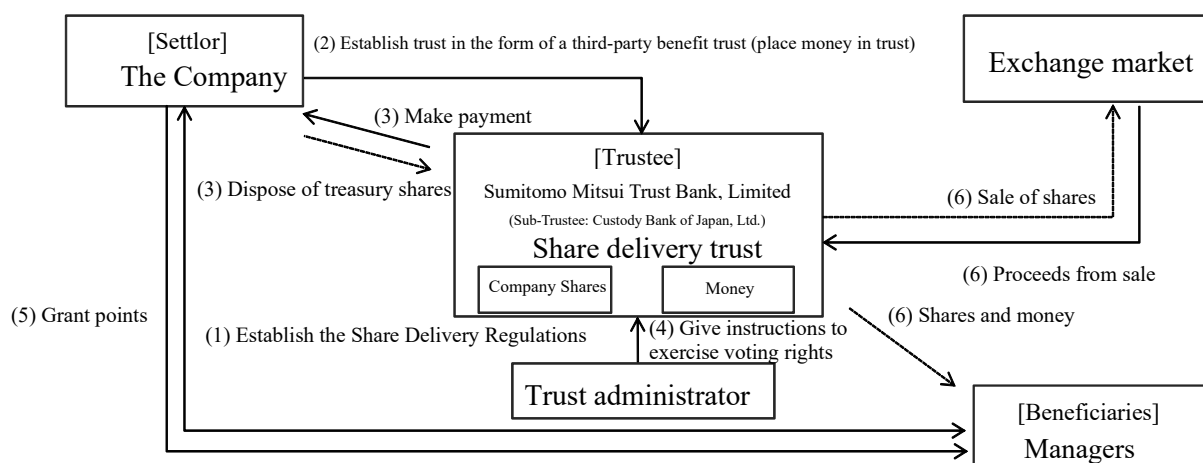 [Settlor]
The Company
(2) Establish trust in the form of a third-party benefit trust (place money in trust)
Exchange market
(3) Make payment
(3) Dispose of treasury shares
[Trustee]
Sumitomo Mitsui Trust Bank, Limited
(Sub-Trustee: Custody Bank of Japan, Ltd.)
Share delivery trust
Company Shares
Money
(6) Sale of shares
(6) Proceeds from sale
(5) Grant points
(1) Establish the Share Delivery Regulations
(4) Give instructions to
exercise voting rights
(6) Shares and money
Trust administrator
[Beneficiaries]
Managers